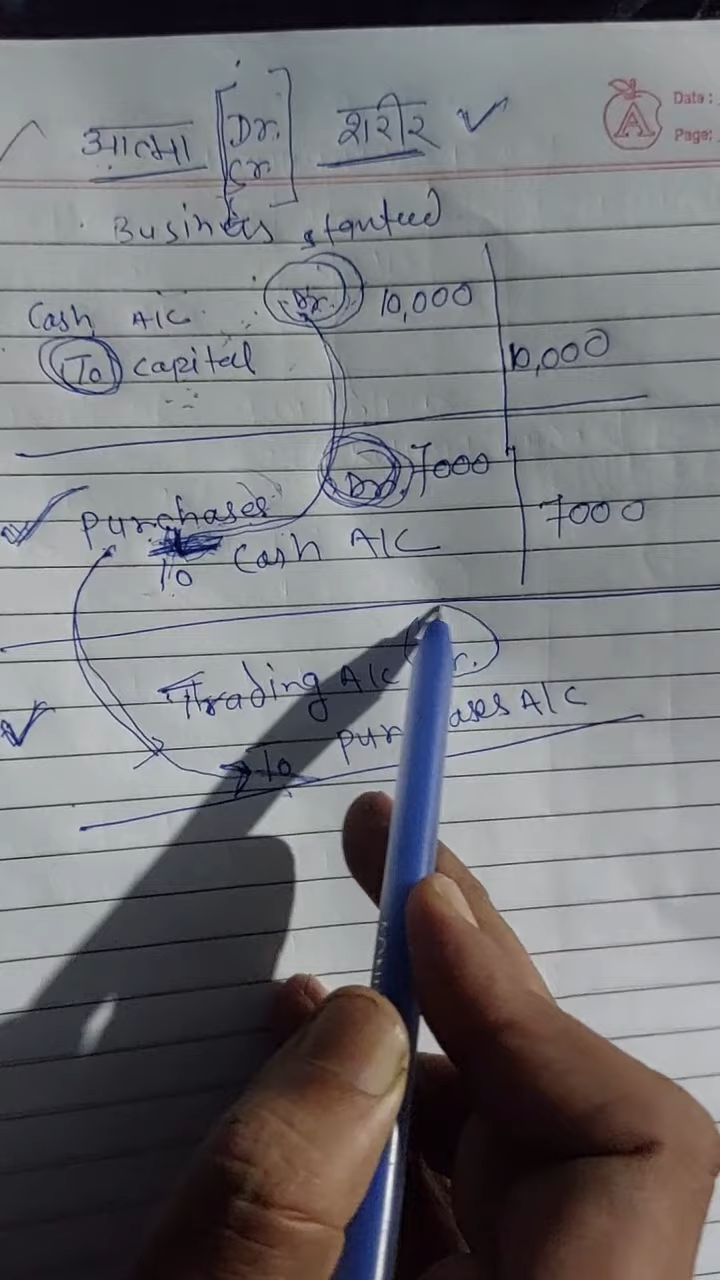 आत्मा [Dr. Cr.] शरीर ✓
Date:
Page:
Business started
Cash A/C Dr. 10,000
To capital 10,000
Purchases Dr. 7000
To Cash A/C 7000
Trading A/C r.
To Purchases A/C